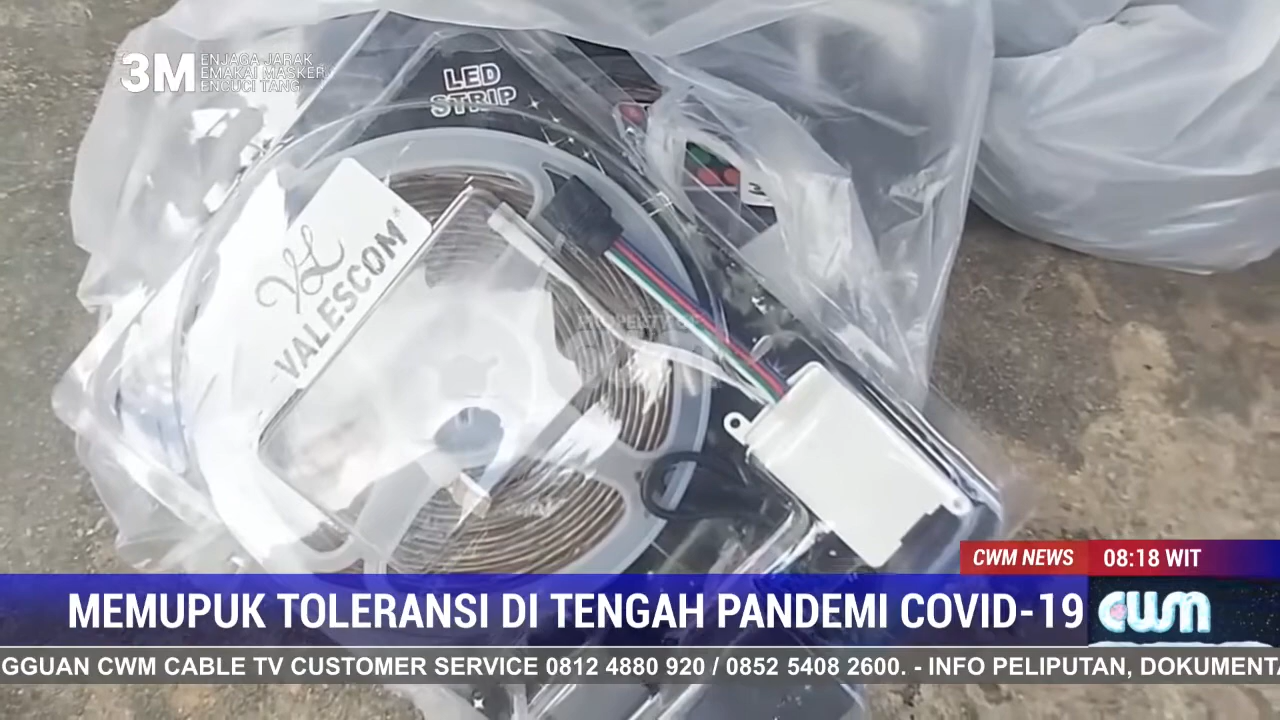 3M ENJAGA JARAK
EMAKAI MASKER
ENCUCI TANG
LED
STRIP
VL
VALESCOM
CWM NEWS 08:18 WIT
MEMUPUK TOLERANSI DI TENGAH PANDEMI COVID-19
CWM
GGUAN CWM CABLE TV CUSTOMER SERVICE 0812 4880 920 / 0852 5408 2600. - INFO PELIPUTAN, DOKUMENTA